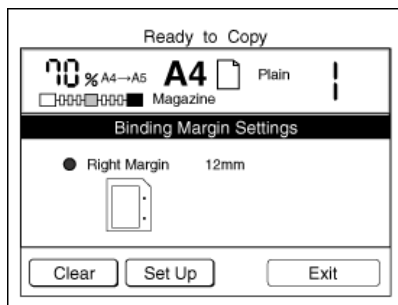 Ready to Copy
70 % A4→A5 A4 Plain 1
Magazine
Binding Margin Settings
Right Margin 12mm
Clear Set Up Exit